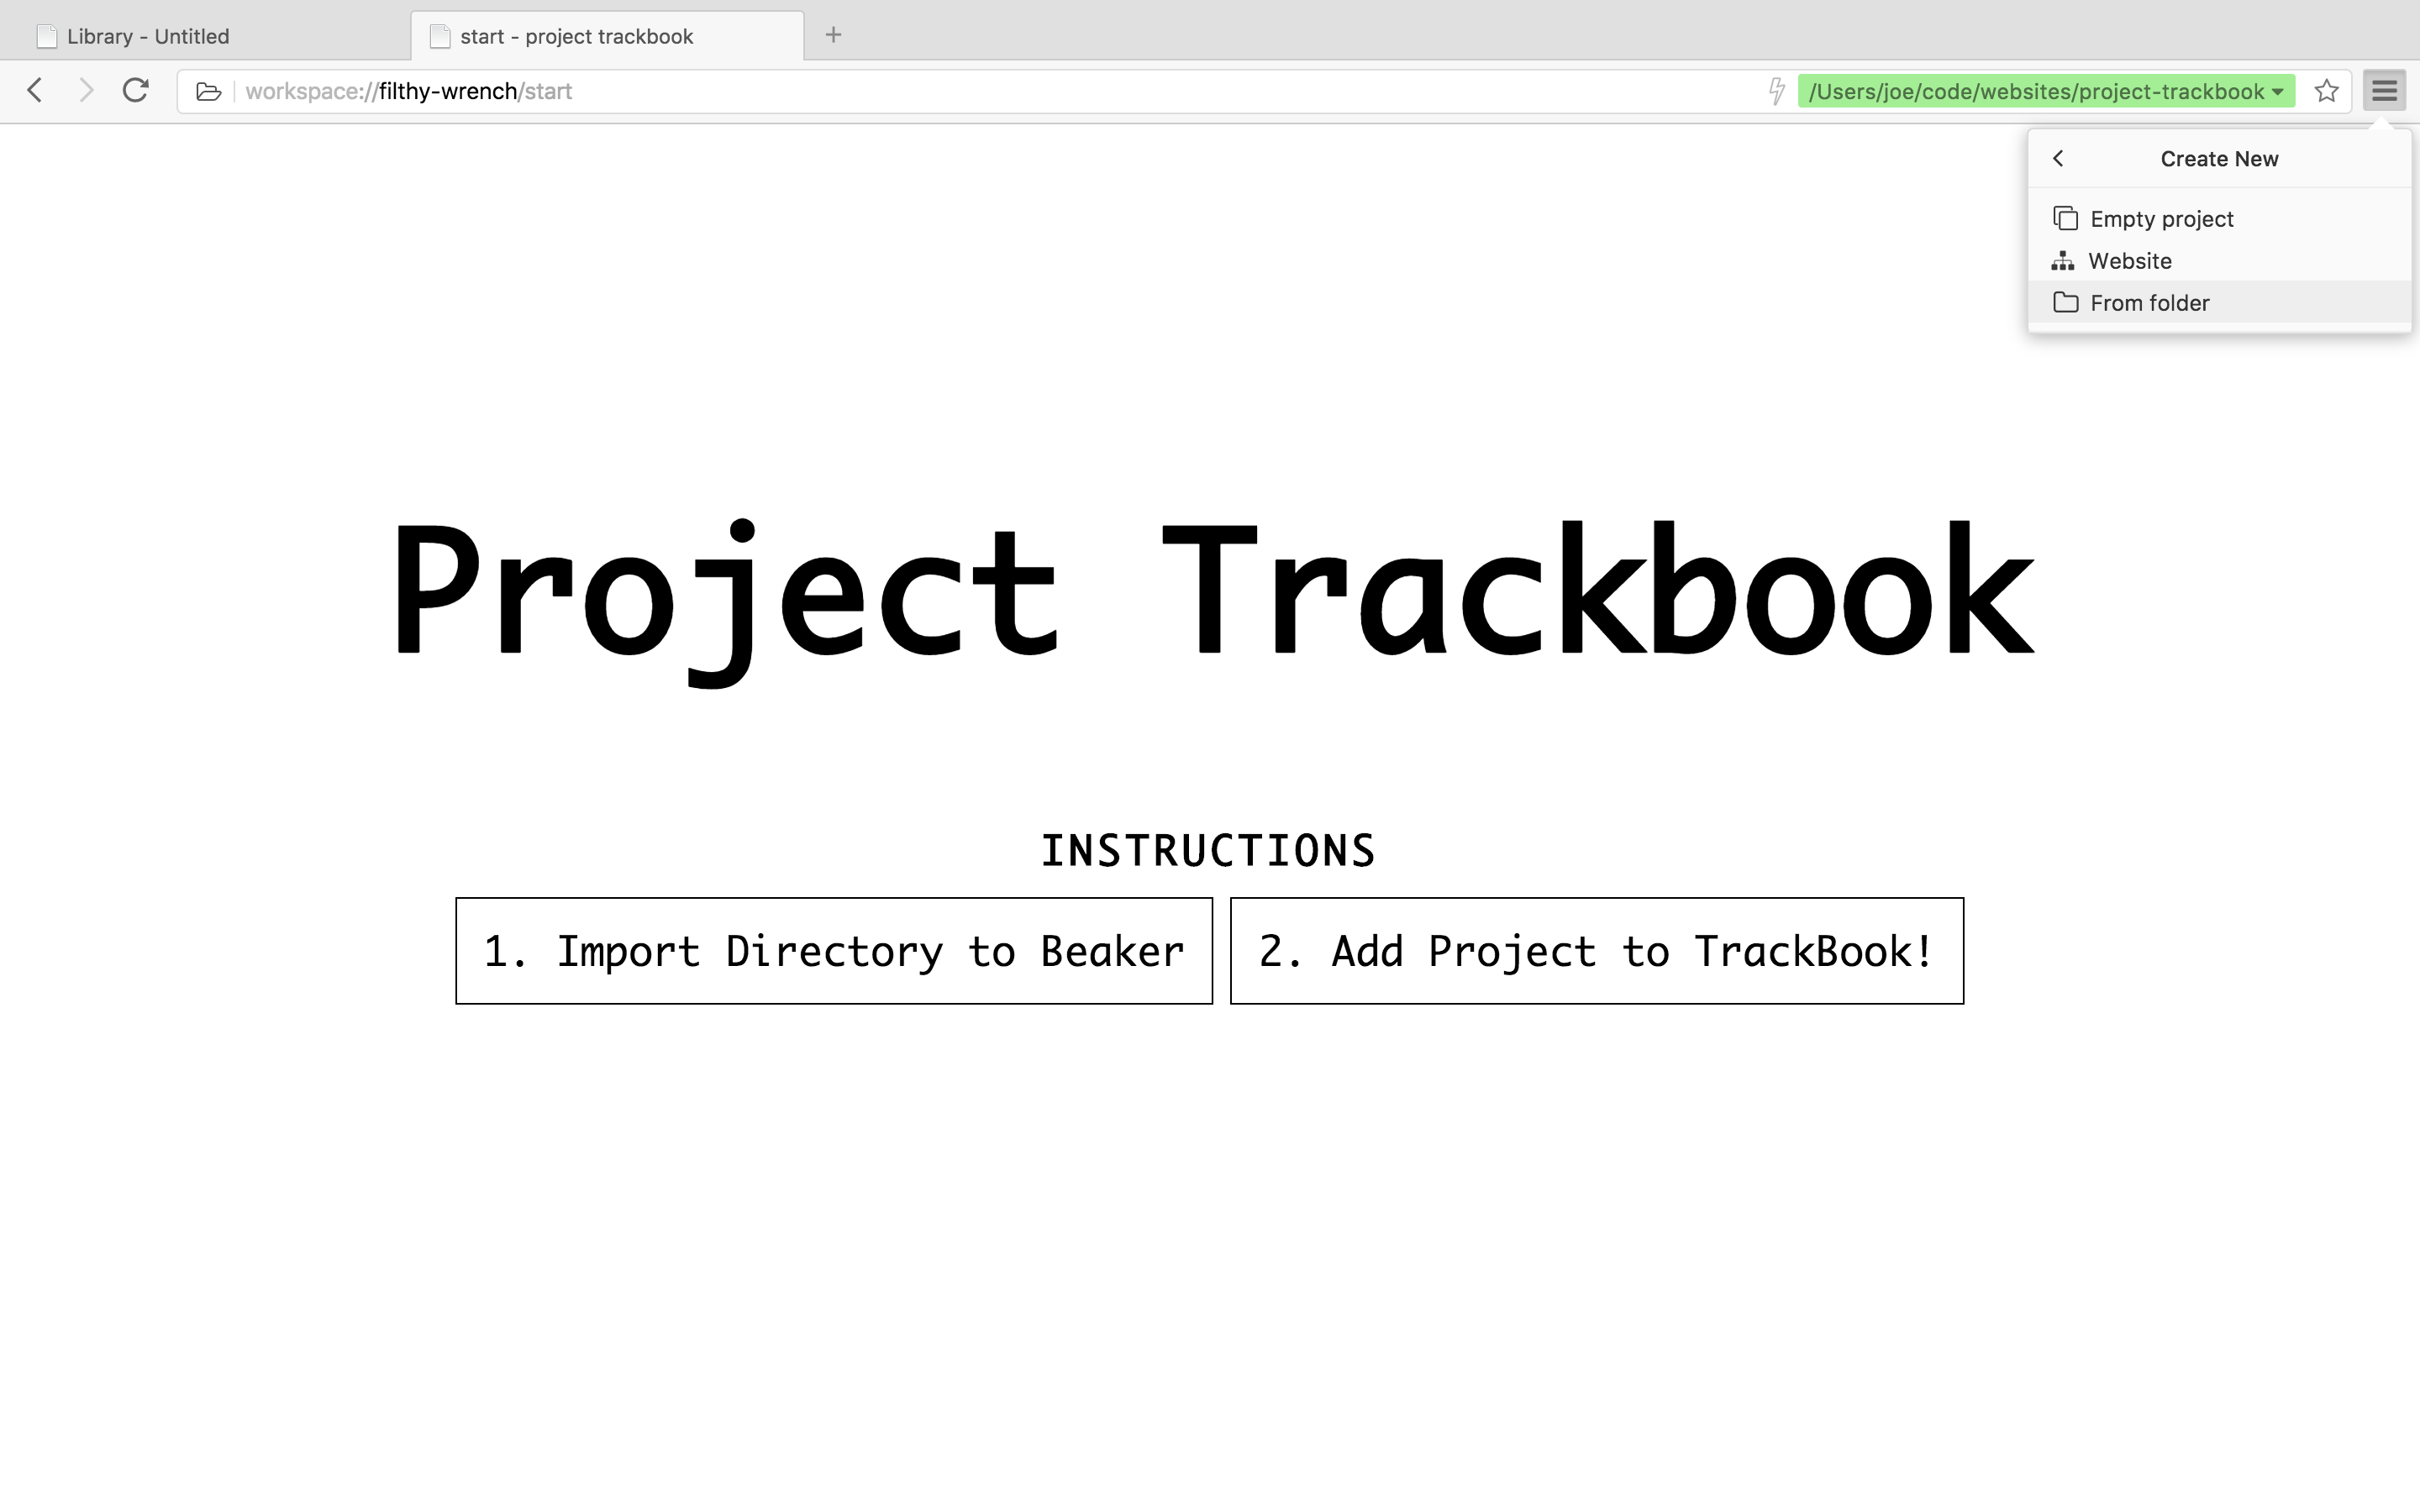 Library - Untitled
start - project trackbook
workspace://filthy-wrench/start
/Users/joe/code/websites/project-trackbook
Create New
Empty project
Website
From folder
Project Trackbook
INSTRUCTIONS
1. Import Directory to Beaker
2. Add Project to TrackBook!